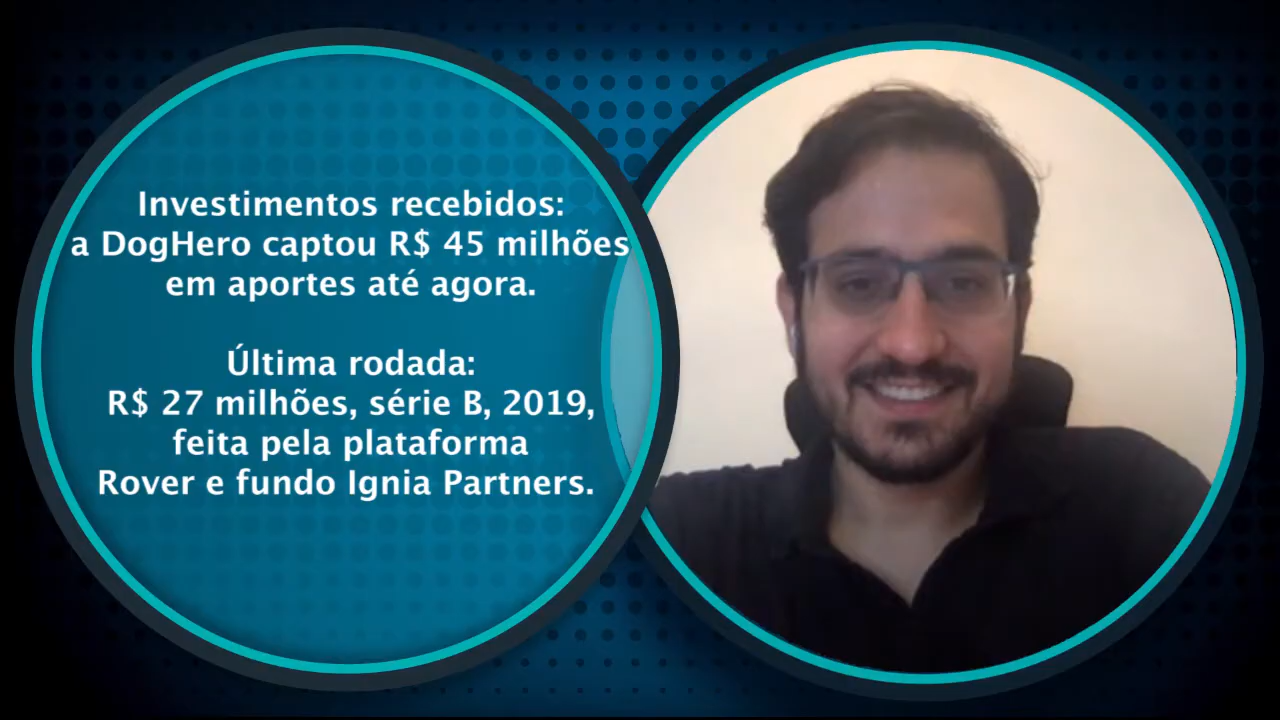 Investimentos recebidos:
a DogHero captou R$ 45 milhões
em aportes até agora.
Última rodada:
R$ 27 milhões, série B, 2019,
feita pela plataforma
Rover e fundo Ignia Partners.